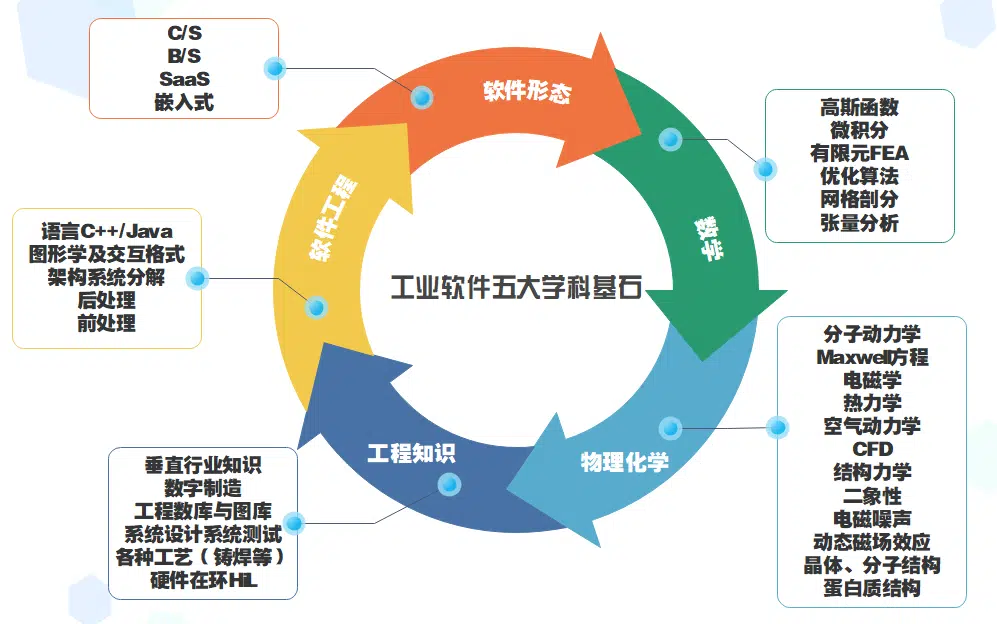 C/S
B/S
SaaS
嵌入式
软件形态
高斯函数
微积分
有限元FEA
优化算法
网格剖分
张量分析
数学
软件工程
语言C++/Java
图形学及交互格式
架构系统分解
后处理
前处理
工业软件五大学科基石
分子动力学
Maxwell方程
电磁学
热力学
空气动力学
CFD
结构力学
二象性
电磁噪声
动态磁场效应
晶体、分子结构
蛋白质结构
物理化学
工程知识
垂直行业知识
数字制造
工程数库与图库
系统设计系统测试
各种工艺（铸焊等）
硬件在环HiL